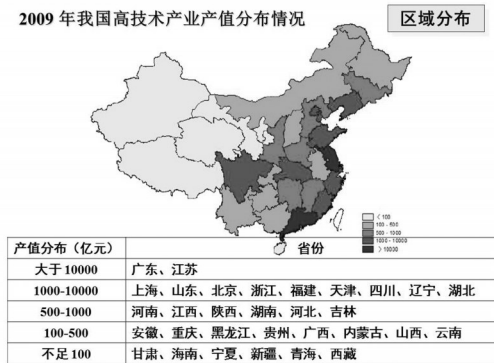 2009 年我国高技术产业产值分布情况
区域分布
< 100
100 - 500
500 - 1000
1000 - 10000
> 10000
产值分布（亿元） 省份
大于 10000 广东、江苏
1000-10000 上海、山东、北京、浙江、福建、天津、四川、辽宁、湖北
500-1000 河南、江西、陕西、湖南、河北、吉林
100-500 安徽、重庆、黑龙江、贵州、广西、内蒙古、山西、云南
不足 100 甘肃、海南、宁夏、新疆、青海、西藏